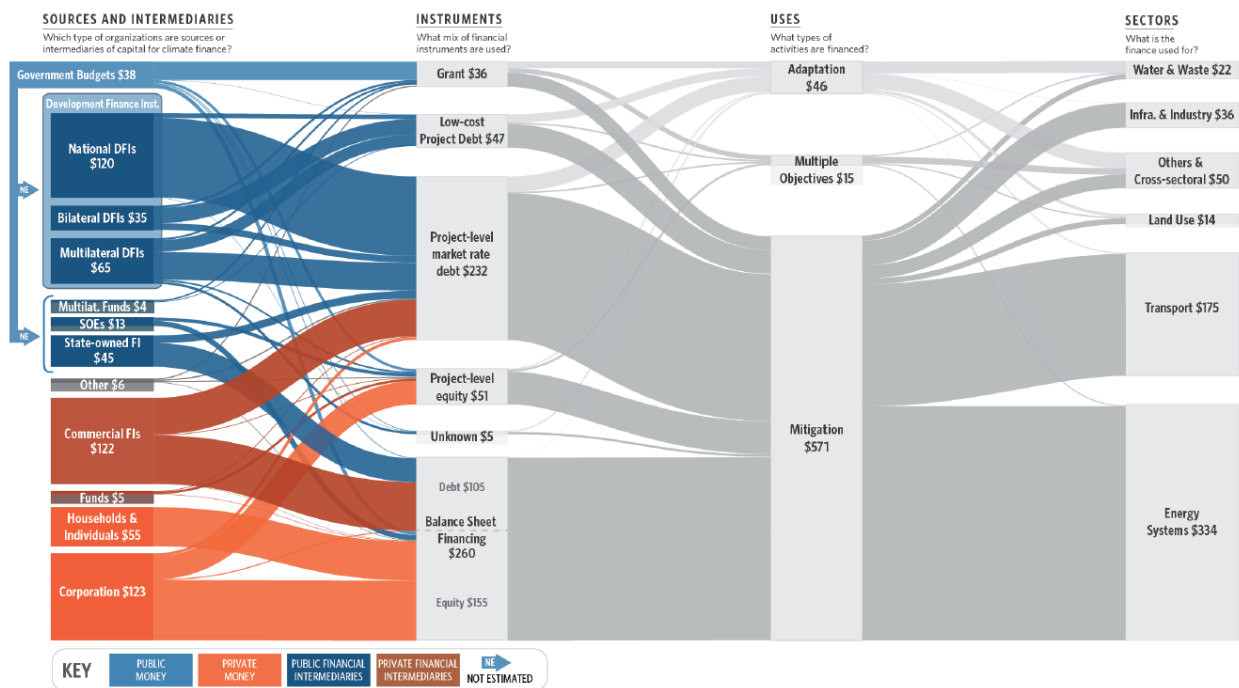 SOURCES AND INTERMEDIARIES
Which type of organizations are sources or
intermediaries of capital for climate finance?
Government Budgets $38
Development Finance Inst.
National DFIs
$120
NE
Bilateral DFIs $35
Multilateral DFIs
$65
Multilat. Funds $4
SOEs $13
NE
State-owned FI
$45
Other $6
Commercial FIs
$122
Funds $5
Households &
Individuals $55
Corporation $123
INSTRUMENTS
What mix of financial
instruments are used?
Grant $36
Low-cost
Project Debt $47
Project-level
market rate
debt $232
Project-level
equity $51
Unknown $5
Debt $105
Balance Sheet
Financing
$260
Equity $155
USES
What types of
activities are financed?
Adaptation
$46
Multiple
Objectives $15
Mitigation
$571
SECTORS
What is the
finance used for?
Water & Waste $22
Infra. & Industry $36
Others &
Cross-sectoral $50
Land Use $14
Transport $175
Energy
Systems $334
KEY
PUBLIC
MONEY
PRIVATE
MONEY
PUBLIC FINANCIAL
INTERMEDIARIES
PRIVATE FINANCIAL
INTERMEDIARIES
NE
NOT ESTIMATED